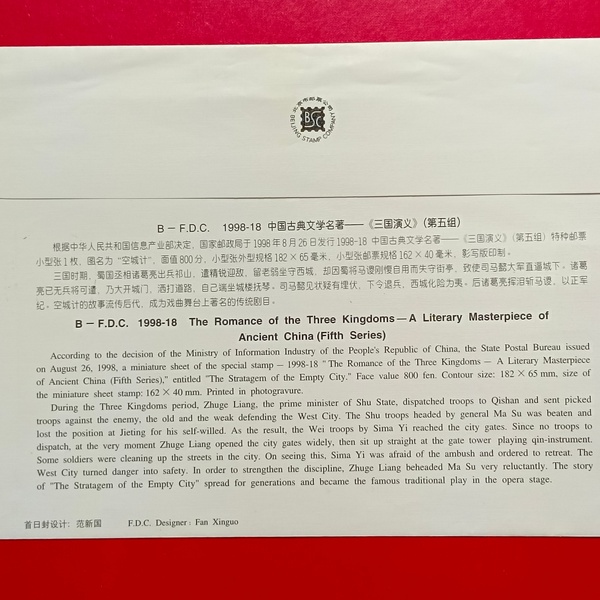 北京市邮票公司
BSC
BEIJING STAMP COMPANY
B－F.D.C. 1998-18 中国古典文学名著——《三国演义》（第五组）
根据中华人民共和国信息产业部决定，国家邮政局于1998年8月26日发行1998-18 中国古典文学名著——《三国演义》（第五组）特种邮票
小型张1枚，图名为“空城计”，面值800分，小型张外型规格182×65毫米，小型张邮票规格162×40毫米，影写版印制。
三国时期，蜀国丞相诸葛亮出兵祁山，遣精锐迎敌，留老弱坐守西城，却因蜀将马谡刚愎自用而失守街亭，致使司马懿大军直逼城下。诸葛
亮已无兵将可遣，乃大开城门，洒打道路，自己端坐城楼抚琴。司马懿见状疑有埋伏，下令退兵，西城化险为夷。后诸葛亮挥泪斩马谡，以正军
纪。空城计的故事流传后代，成为戏曲舞台上著名的传统剧目。
B－F.D.C. 1998-18 The Romance of the Three Kingdoms—A Literary Masterpiece of
Ancient China (Fifth Series)
According to the decision of the Ministry of Information Industry of the People's Republic of China, the State Postal Bureau issued
on August 26, 1998, a miniature sheet of the special stamp — 1998-18 "The Romance of the Three Kingdoms — A Literary Masterpiece
of Ancient China (Fifth Series)," entitled "The Stratagem of the Empty City." Face value 800 fen. Contour size: 182×65 mm, size of
the miniature sheet stamp: 162×40 mm. Printed in photogravure.
During the Three Kingdoms period, Zhuge Liang, the prime minister of Shu State, dispatched troops to Qishan and sent picked
troops against the enemy, the old and the weak defending the West City. The Shu troops headed by general Ma Su was beaten and
lost the position at Jieting for his self-willed. As the result, the Wei troops by Sima Yi reached the city gates. Since no troops to
dispatch, at the very moment Zhuge Liang opened the city gates widely, then sit up straight at the gate tower playing qin-instrument.
Some soldiers were cleaning up the streets in the city. On seeing this, Sima Yi was afraid of the ambush and ordered to retreat. The
West City turned danger into safety. In order to strengthen the discipline, Zhuge Liang beheaded Ma Su very reluctantly. The story
of "The Stratagem of the Empty City" spread for generations and became the famous traditional play in the opera stage.
首日封设计：范新国 F.D.C. Designer: Fan Xinguo